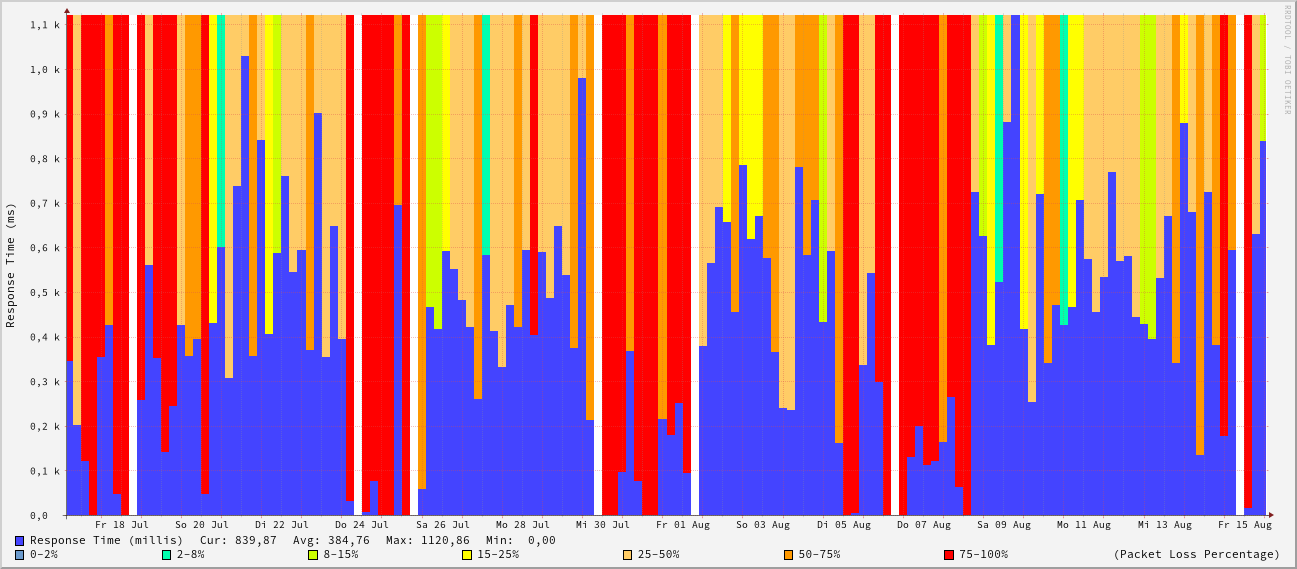 RRDTOOL / TOBI OETIKER
Response Time (ms)
1,1 k
1,0 k
0,9 k
0,8 k
0,7 k
0,6 k
0,5 k
0,4 k
0,3 k
0,2 k
0,1 k
0,0
Fr 18 Jul So 20 Jul Di 22 Jul Do 24 Jul Sa 26 Jul Mo 28 Jul Mi 30 Jul Fr 01 Aug So 03 Aug Di 05 Aug Do 07 Aug Sa 09 Aug Mo 11 Aug Mi 13 Aug Fr 15 Aug
Response Time (millis) Cur: 839,87 Avg: 384,76 Max: 1120,86 Min: 0,00
0-2% 2-8% 8-15% 15-25% 25-50% 50-75% 75-100% (Packet Loss Percentage)